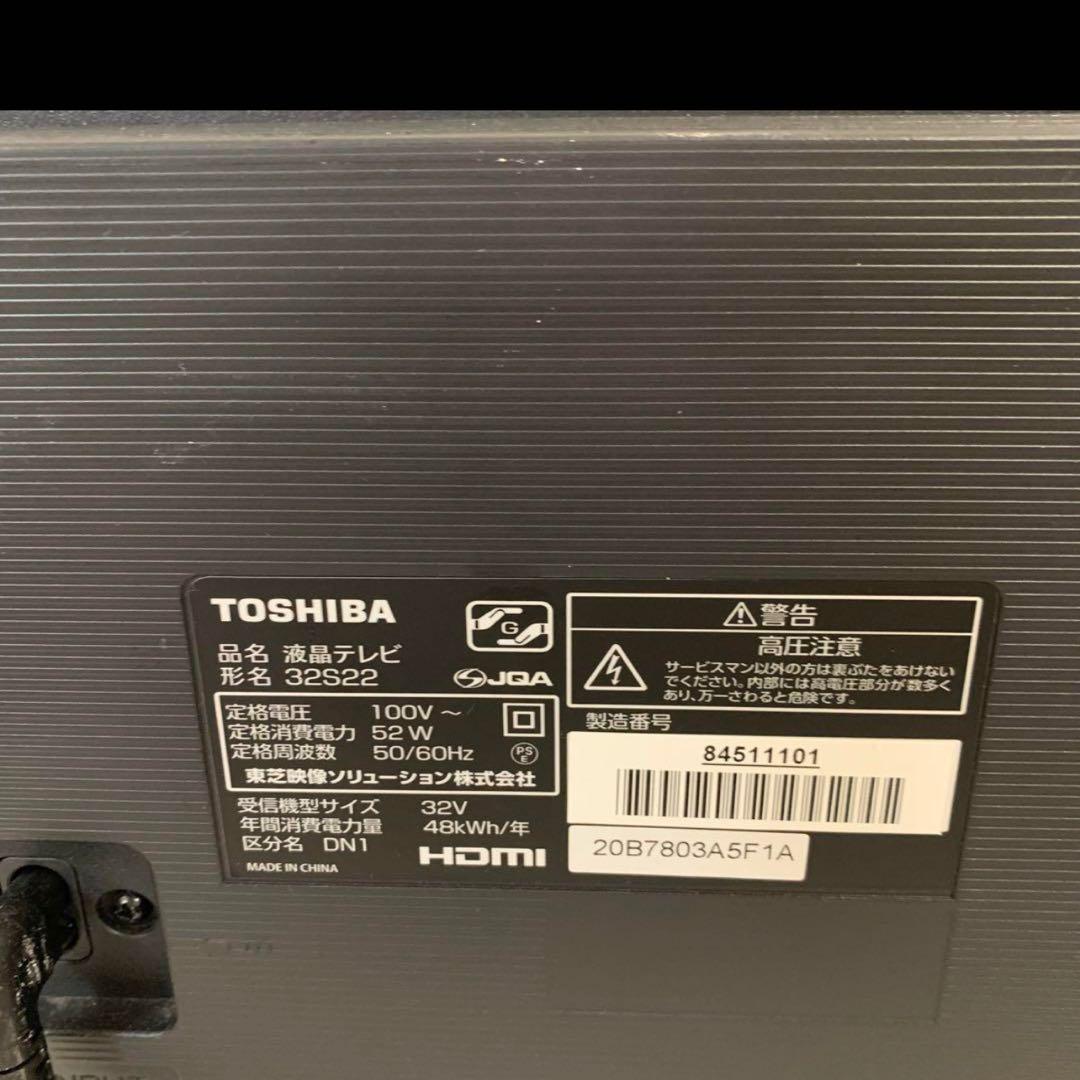 TOSHIBA
品名 液晶テレビ
形名 32S22
G
JQA
定格電圧 100V～
定格消費電力 52W
定格周波数 50/60Hz
PS
E
東芝映像ソリューション株式会社
受信機型サイズ 32V
年間消費電力量 48kWh/年
区分名 DN1
MADE IN CHINA
HDMI
警告
高圧注意
サービスマン以外の方は裏ぶたをあけない
でください。内部には高電圧部分が数多く
あり、万一さわると危険です。
製造番号
84511101
20B7803A5F1A